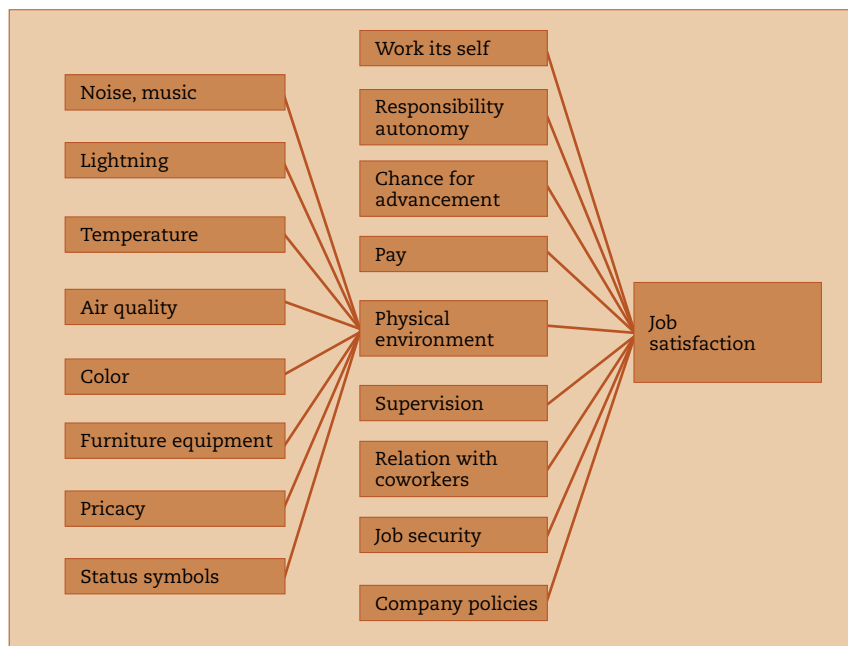 Noise, music
Lightning
Temperature
Air quality
Color
Furniture equipment
Pricacy
Status symbols
Work its self
Responsibility
autonomy
Chance for
advancement
Pay
Physical
environment
Supervision
Relation with
coworkers
Job security
Company policies
Job
satisfaction